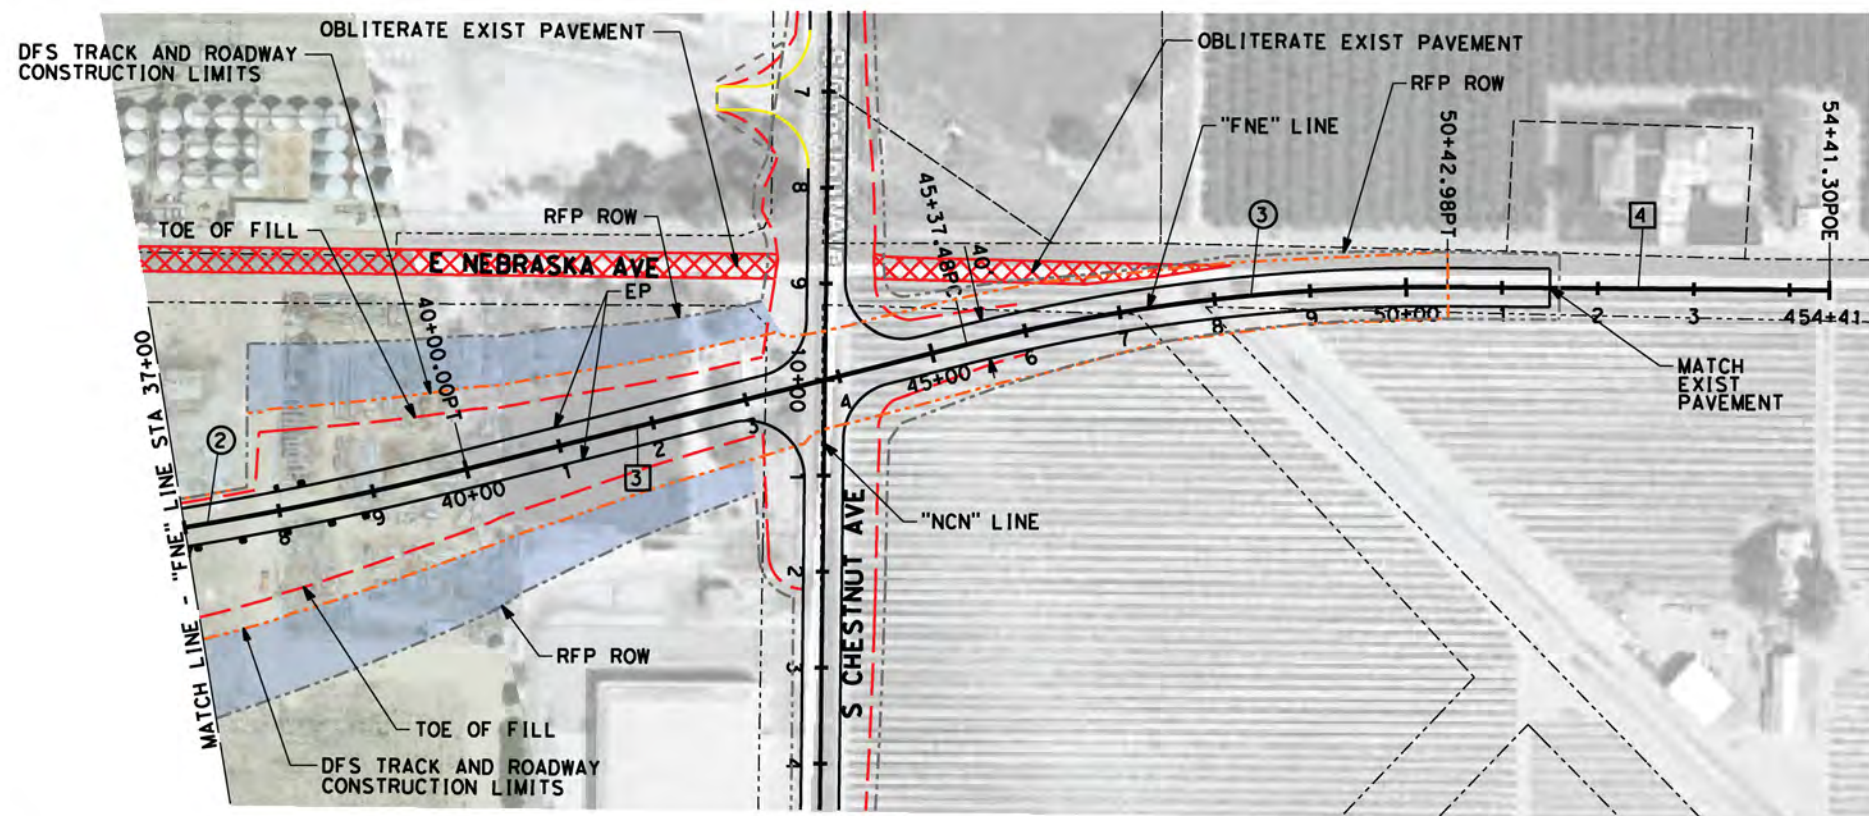 OBLITERATE EXIST PAVEMENT
DFS TRACK AND ROADWAY
CONSTRUCTION LIMITS
OBLITERATE EXIST PAVEMENT
RFP ROW
"FNE" LINE
50+42.98PT
54+41.30POE
7
8
9
10+00
1
2
3
4
RFP ROW
TOE OF FILL
E NEBRASKA AVE
EP
45+37.48PC
40'
3
4
40+00.00PT
MATCH LINE - "FNE" LINE STA 37+00
2
7
8
9
40+00
1
2
3
4
45+00
6
7
8
9
50+00
1
2
3
4
54+41
3
MATCH
EXIST
PAVEMENT
"NCN" LINE
S CHESTNUT AVE
RFP ROW
TOE OF FILL
DFS TRACK AND ROADWAY
CONSTRUCTION LIMITS